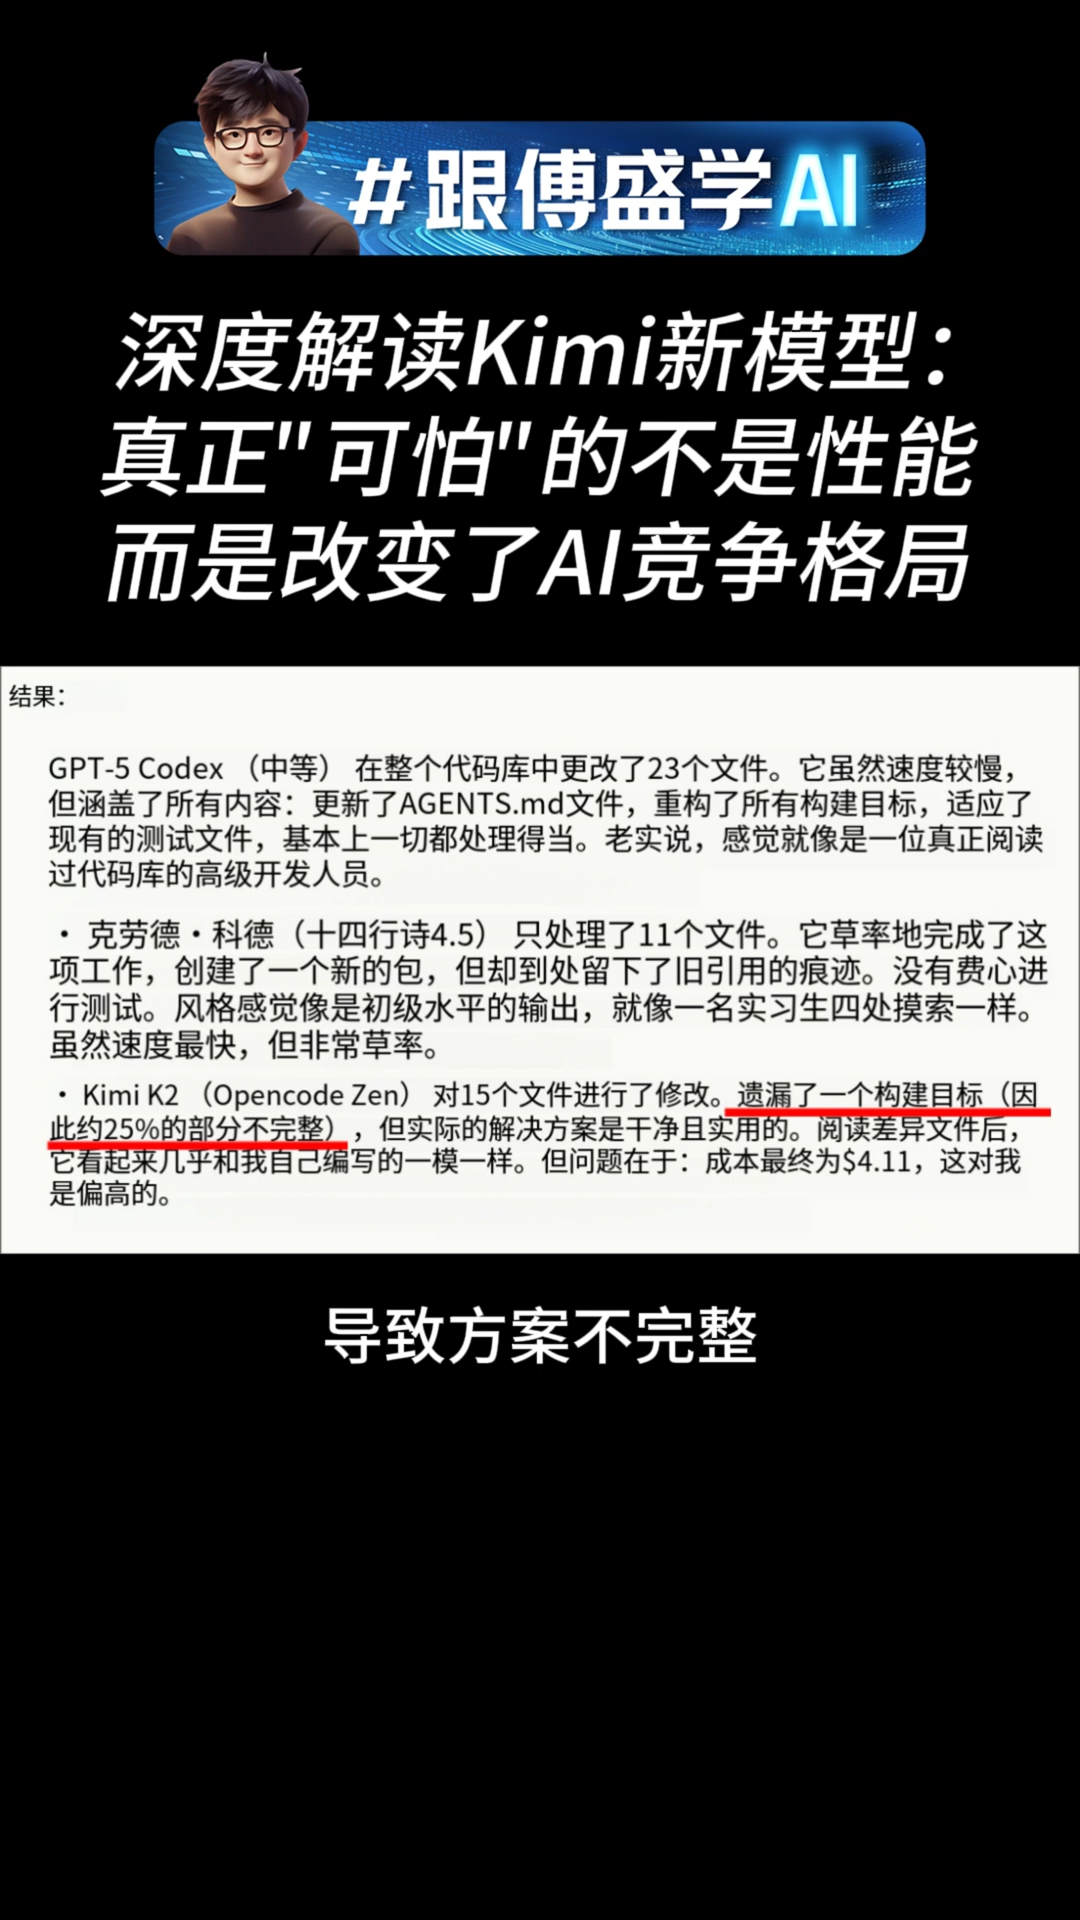 #跟傅盛学AI
深度解读Kimi新模型：
真正"可怕"的不是性能
而是改变了AI竞争格局
结果：
GPT-5 Codex （中等） 在整个代码库中更改了23个文件。它虽然速度较慢，
但涵盖了所有内容：更新了AGENTS.md文件，重构了所有构建目标，适应了
现有的测试文件，基本上一切都处理得当。老实说，感觉就像是一位真正阅读
过代码库的高级开发人员。
· 克劳德·科德（十四行诗4.5） 只处理了11个文件。它草率地完成了这
项工作，创建了一个新的包，但却到处留下了旧引用的痕迹。没有费心进
行测试。风格感觉像是初级水平的输出，就像一名实习生四处摸索一样。
虽然速度最快，但非常草率。
· Kimi K2 （Opencode Zen） 对15个文件进行了修改。遗漏了一个构建目标（因
此约25%的部分不完整），但实际的解决方案是干净且实用的。阅读差异文件后，
它看起来几乎和我自己编写的一模一样。但问题在于：成本最终为$4.11，这对我
是偏高的。
导致方案不完整